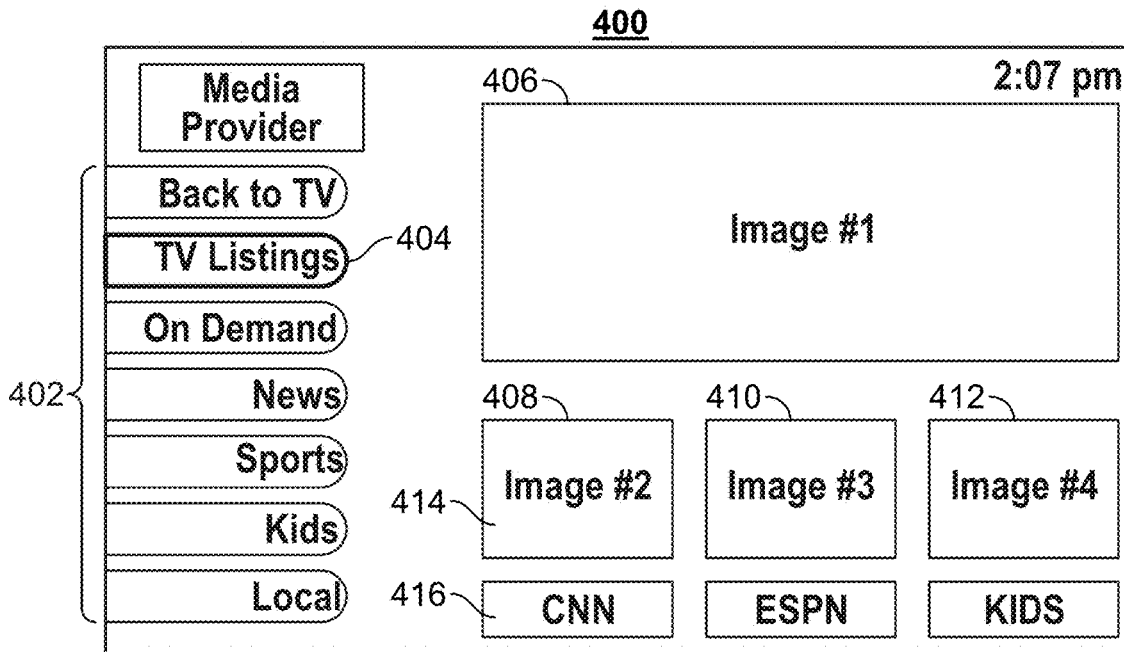 400
Media
Provider
2:07 pm
406
Back to TV
TV Listings
404
Image #1
On Demand
402
News
408
410
412
Sports
Image #2
Image #3
Image #4
414
Kids
Local
416
CNN
ESPN
KIDS